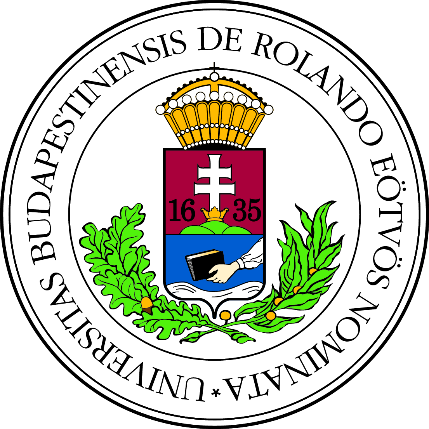 UNIVERSITAS BUDAPESTINENSIS DE ROLANDO EÖTVÖS NOMINATA *
16 35